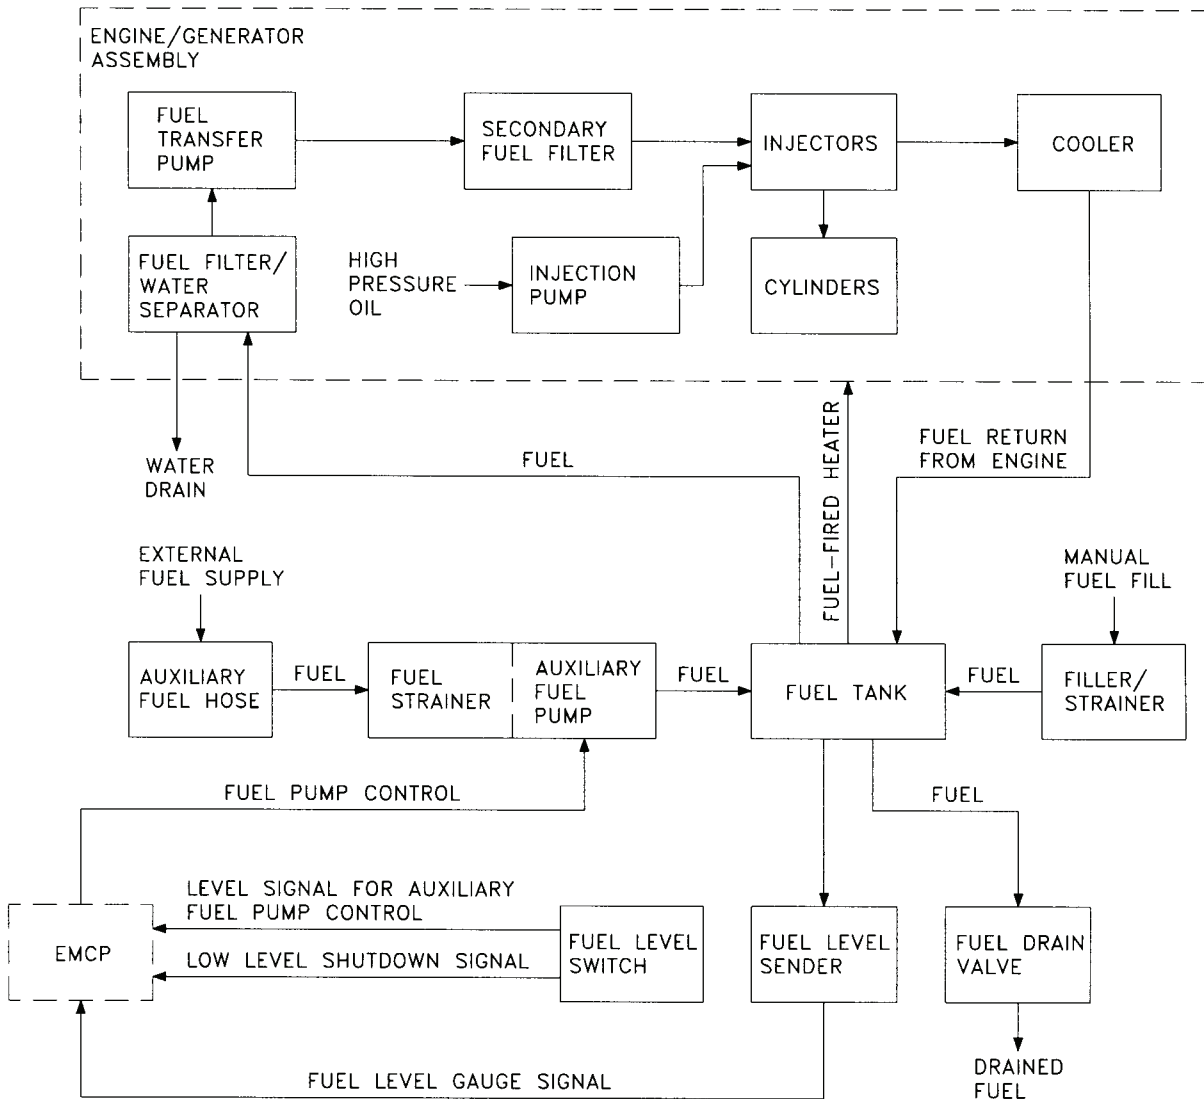 ENGINE/GENERATOR
ASSEMBLY
FUEL
TRANSFER
PUMP
SECONDARY
FUEL FILTER
INJECTORS
COOLER
FUEL FILTER/
WATER
SEPARATOR
HIGH
PRESSURE
OIL
INJECTION
PUMP
CYLINDERS
WATER
DRAIN
FUEL
FUEL-FIRED HEATER
FUEL RETURN
FROM ENGINE
EXTERNAL
FUEL SUPPLY
MANUAL
FUEL FILL
AUXILIARY
FUEL HOSE
FUEL
FUEL
STRAINER
AUXILIARY
FUEL
PUMP
FUEL
FUEL TANK
FUEL
FILLER/
STRAINER
FUEL PUMP CONTROL
FUEL
LEVEL SIGNAL FOR AUXILIARY
FUEL PUMP CONTROL
EMCP
LOW LEVEL SHUTDOWN SIGNAL
FUEL LEVEL
SWITCH
FUEL LEVEL
SENDER
FUEL DRAIN
VALVE
FUEL LEVEL GAUGE SIGNAL
DRAINED
FUEL